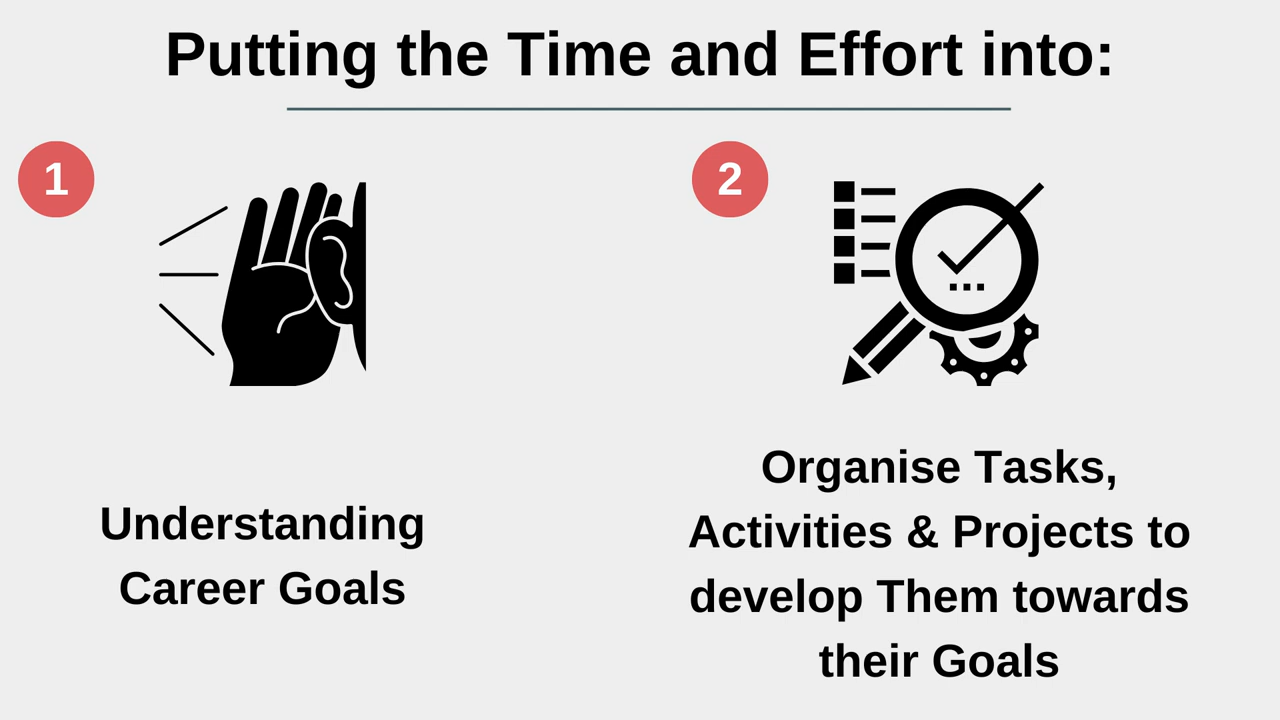 Putting the Time and Effort into:
1
Understanding
Career Goals
2
Organise Tasks,
Activities & Projects to
develop Them towards
their Goals